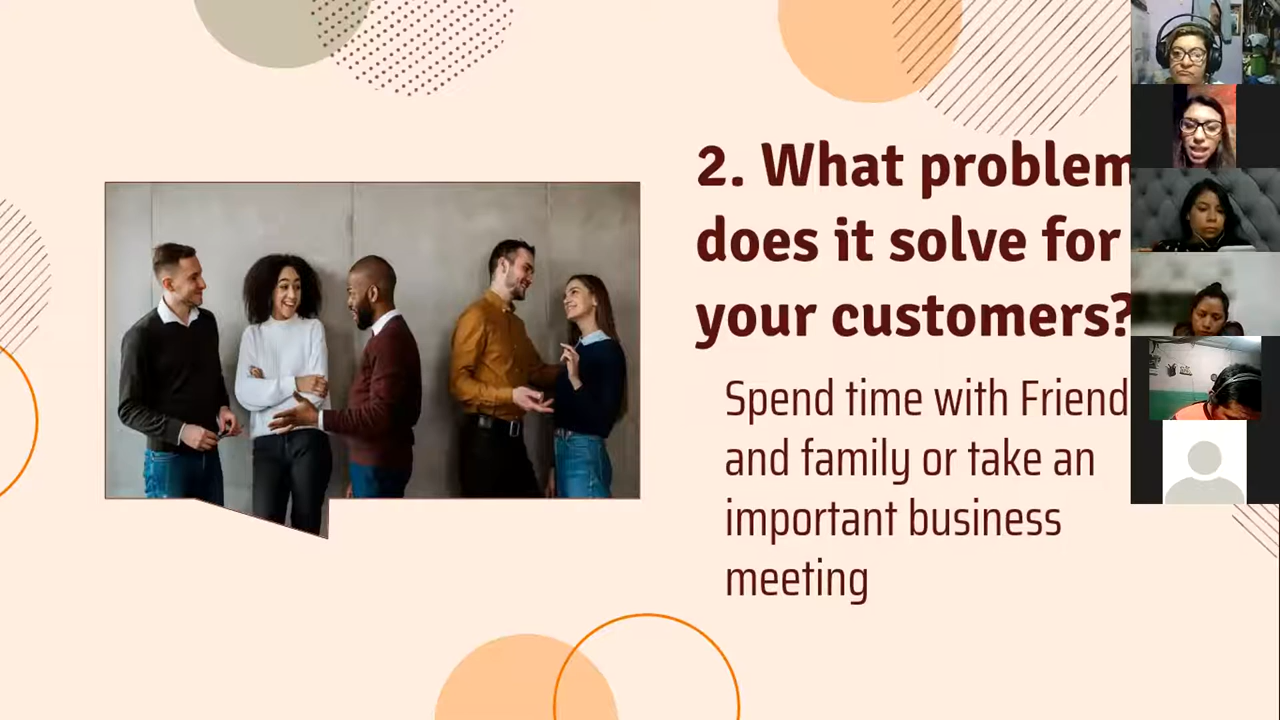 2. What problem
does it solve for
your customers?
Spend time with Friend
and family or take an
important business
meeting